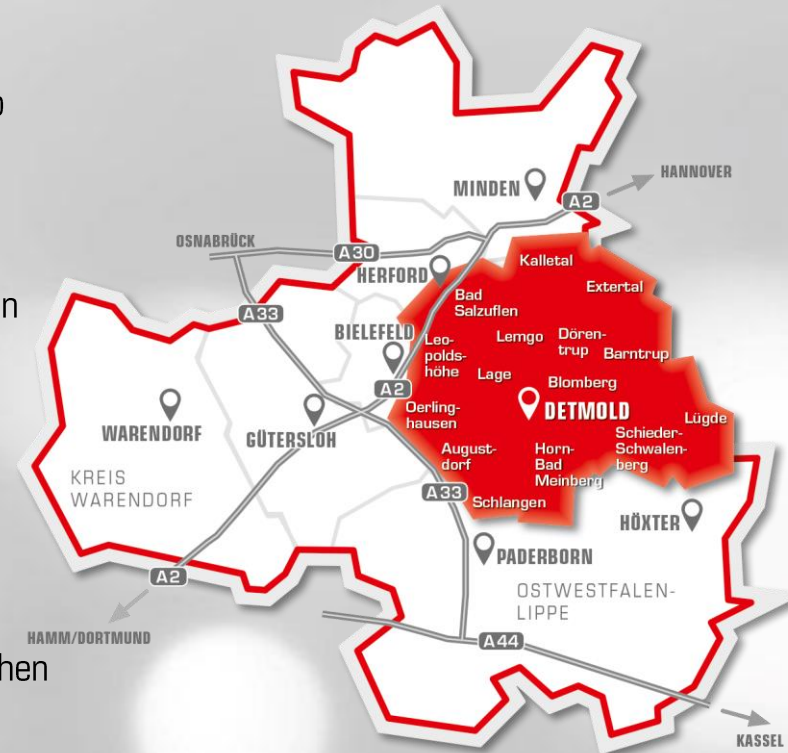 MINDEN
A2
HANNOVER
OSNABRÜCK
A30
HERFORD
Kalletal
Extertal
Bad
Salzuflen
A33
BIELEFELD
Leo-
polds-
höhe
Lemgo
Dören-
trup
Barntrup
A2
Lage
Blomberg
WARENDORF
GÜTERSLOH
Oerling-
hausen
DETMOLD
Lügde
KREIS
WARENDORF
August-
dorf
Horn-
Bad
Meinberg
Schieder-
Schwalen-
berg
A33
Schlangen
HÖXTER
PADERBORN
A2
OSTWESTFALEN-
LIPPE
HAMM/DORTMUND
A44
KASSEL
o
n
hen